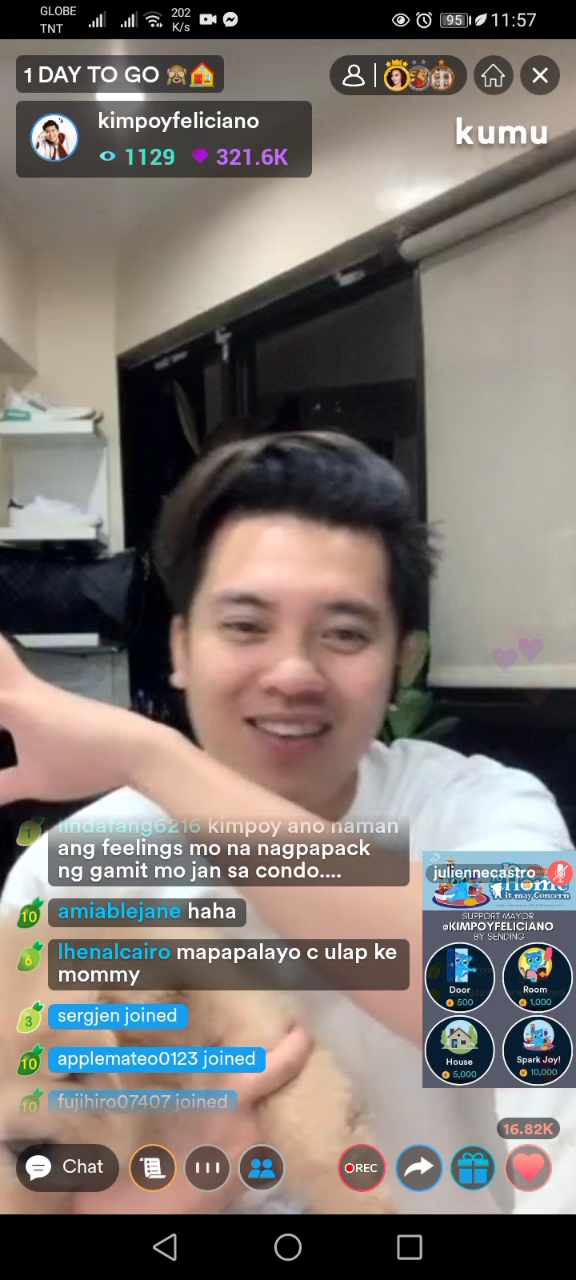 GLOBE
TNT
202
K/s
95
11:57
1 DAY TO GO 🙈🏠
kimpoyfeliciano
1129 321.6K
kumu
1
lindafang6216 kimpoy ano naman
ang feelings mo na nagpapack
ng gamit mo jan sa condo....
10
amiablejane haha
6
lhenalcairo mapapalayo c ulap ke
mommy
3
sergjen joined
10
applemateo0123 joined
10
fujihiro07407 joined
juliennecastro
Home
it may Concern
SUPPORT MAYOR
@KIMPOYFELICIANO
BY SENDING
Door
500
Room
1,000
House
5,000
Spark Joy!
10,000
16.82K
Chat
REC